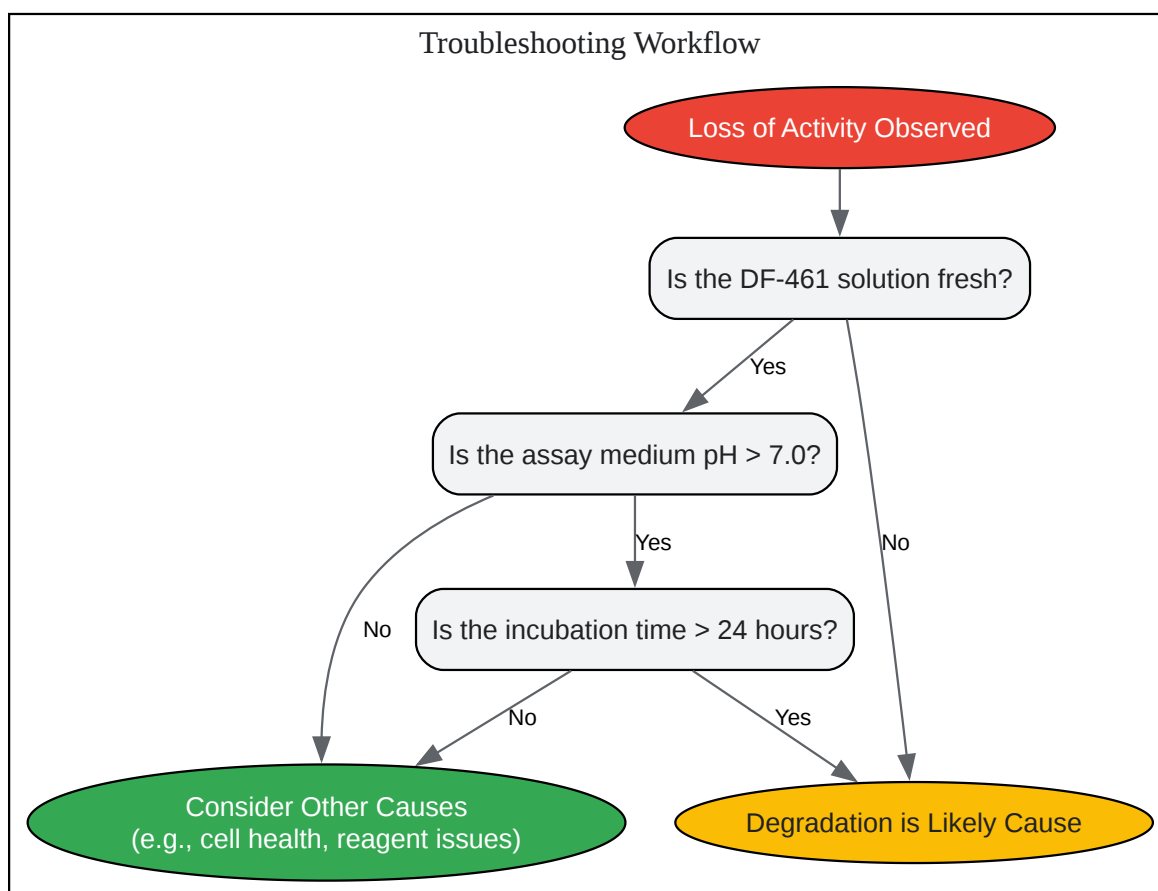 Troubleshooting Workflow
Loss of Activity Observed
Is the DF-461 solution fresh?
Yes
Is the assay medium pH > 7.0?
Yes
No
Is the incubation time > 24 hours?
No
No
Yes
Consider Other Causes
(e.g., cell health, reagent issues)
Degradation is Likely Cause